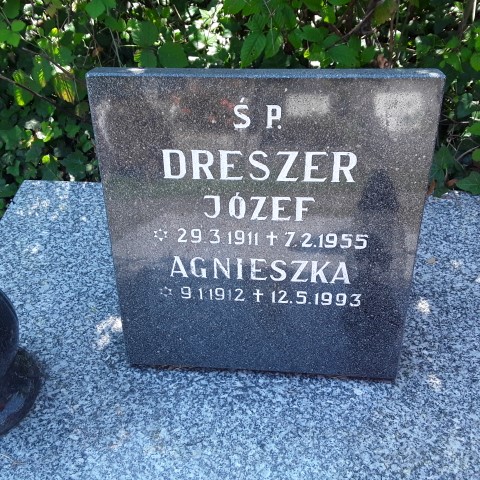 Ś P.
DRESZER
JÓZEF
✡ 29.3.1911 ✝ 7.2.1955
AGNIESZKA
✡ 9.1.1912 ✝ 12.5.1993